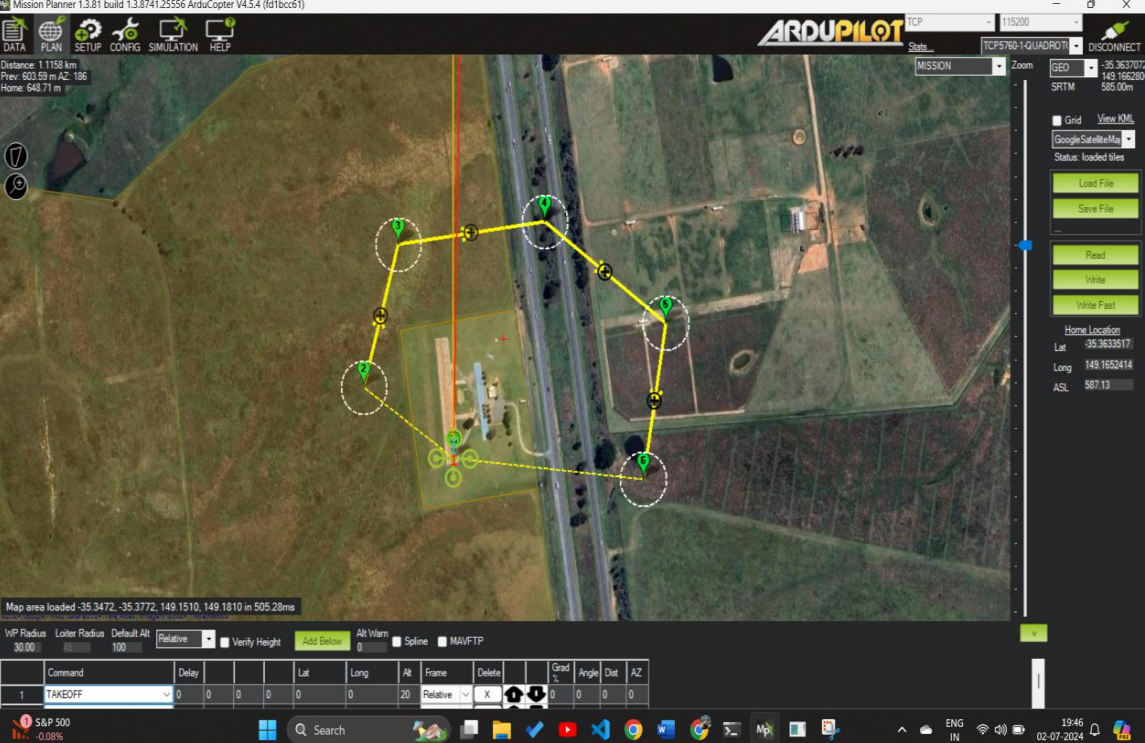 Mission Planner 1.3.81 build 1.3.8741.25556 ArduCopter V4.5.4 (fd1bcc61)
DATA PLAN SETUP CONFIG SIMULATION HELP
ARDUPILOT
TCP 115200
Stats... TCP5760-1-QUADROT DISCONNECT
Distance: 1.1158 km
Prev: 603.59 m AZ: 186
Home: 648.71 m
MISSION
Zoom
GEO -35.3637072
149.166280
SRTM 585.00m
Grid View KML
GoogleSatelliteMap
Status: loaded tiles
Load File
Save File
...
Read
Write
Write Fast
Home Location
Lat -35.3633517
Long 149.1652414
ASL 587.13
4
3
5
2
6
Map area loaded -35.3472, -35.3772, 149.1510, 149.1810 in 505.28ms
WP Radius Loiter Radius Default Alt
30.00 45 100
Relative Verify Height Add Below
Alt Warn
0
Spline MAVFTP
Command Delay Lat Long Alt Frame Delete Grad % Angle Dist AZ
1 TAKEOFF 0 0 0 0 0 0 20 Relative X 0 0 0 0
1 S&P 500
-0.08%
Search
ENG
IN
19:46
02-07-2024